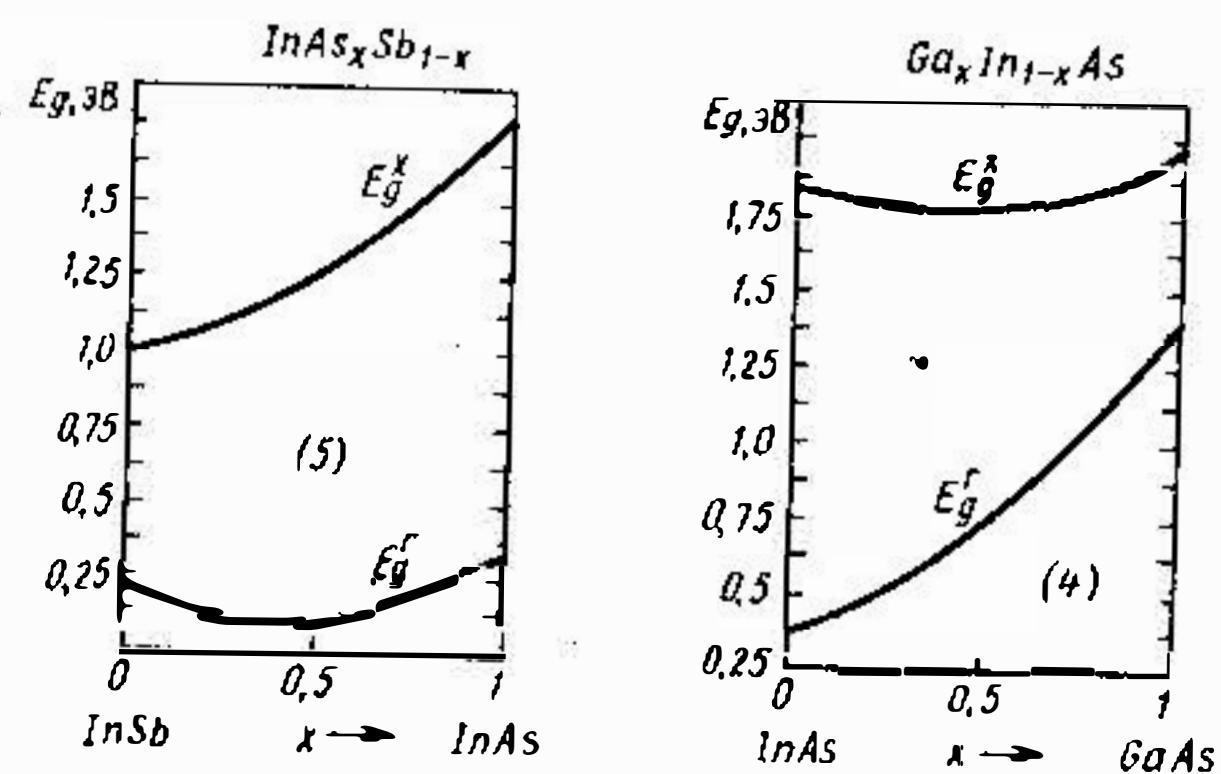 InAsxSb1-x
Eg, эВ
1,5
1,25
1,0
0,75
0,5
0,25
Egx
(5)
EgΓ
0
0,5
1
InSb
x →
InAs
GaxIn1-xAs
Eg, эВ
1,75
1,5
1,25
1,0
0,75
0,5
0,25
Egx
EgΓ
(4)
0
0,5
1
InAs
x →
GaAs